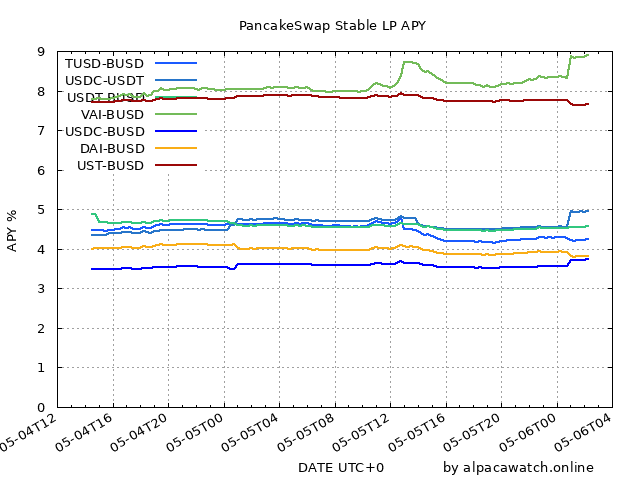 PancakeSwap Stable LP APY
9
8
7
6
5
4
3
2
1
0
APY %
TUSD-BUSD
USDC-USDT
USDT-BUSD
VAI-BUSD
USDC-BUSD
DAI-BUSD
UST-BUSD
05-04T12
05-04T16
05-04T20
05-05T00
05-05T04
05-05T08
05-05T12
05-05T16
05-05T20
05-06T00
05-06T04
DATE UTC+0
by alpacawatch.online